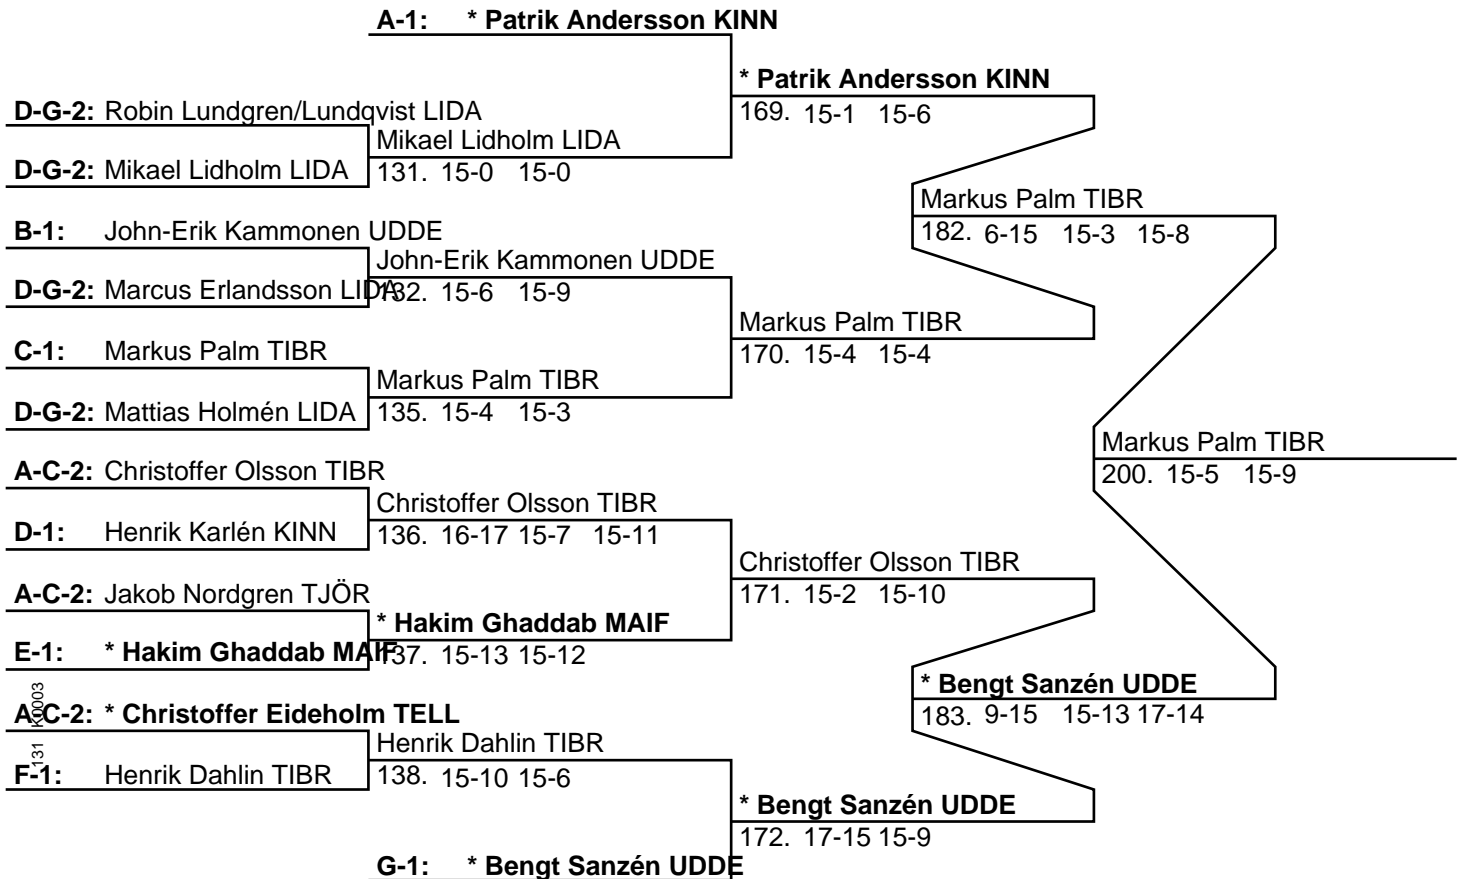 A-1: * Patrik Andersson KINN
* Patrik Andersson KINN
D-G-2: Robin Lundgren/Lundqvist LIDA
169. 15-1 15-6
Mikael Lidholm LIDA
D-G-2: Mikael Lidholm LIDA
131. 15-0 15-0
Markus Palm TIBR
B-1: John-Erik Kammonen UDDE
182. 6-15 15-3 15-8
John-Erik Kammonen UDDE
D-G-2: Marcus Erlandsson LIDA
132. 15-6 15-9
Markus Palm TIBR
C-1: Markus Palm TIBR
170. 15-4 15-4
Markus Palm TIBR
D-G-2: Mattias Holmén LIDA
135. 15-4 15-3
Markus Palm TIBR
A-C-2: Christoffer Olsson TIBR
200. 15-5 15-9
Christoffer Olsson TIBR
D-1: Henrik Karlén KINN
136. 16-17 15-7 15-11
Christoffer Olsson TIBR
A-C-2: Jakob Nordgren TJÖR
171. 15-2 15-10
* Hakim Ghaddab MAIF
E-1: * Hakim Ghaddab MAIF
137. 15-13 15-12
* Bengt Sanzén UDDE
A-C-2: * Christoffer Eideholm TELL
183. 9-15 15-13 17-14
131 K0003
Henrik Dahlin TIBR
F-1: Henrik Dahlin TIBR
138. 15-10 15-6
* Bengt Sanzén UDDE
172. 17-15 15-9
G-1: * Bengt Sanzén UDDE